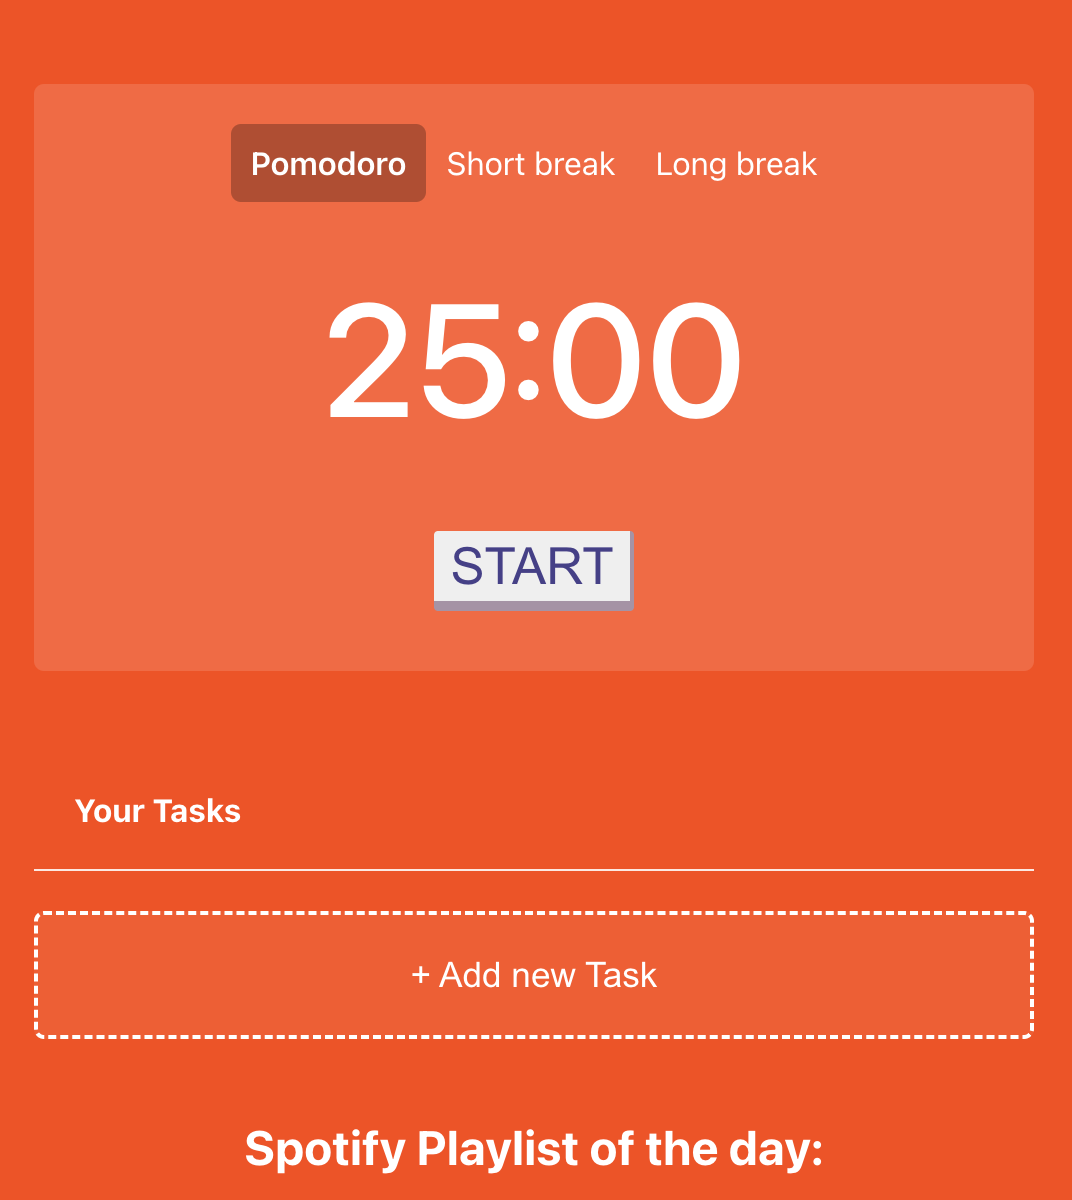 Pomodoro Short break Long break
25:00
START
Your Tasks
+ Add new Task
Spotify Playlist of the day: